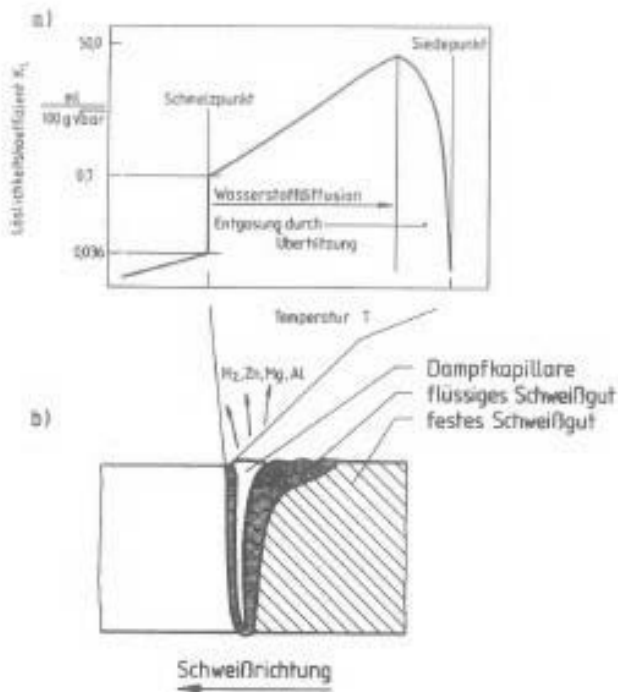 a)
50,0
Siedepunkt
Löslichkeitskoeffizient K_L
ml
100 g √bar
Schmelzpunkt
0,7
Wasserstoffdiffusion
Entgasung durch
Überhitzung
0,036
Temperatur T
H₂, Zn, Mg, Al
Dampfkapillare
flüssiges Schweißgut
festes Schweißgut
b)
Schweißrichtung